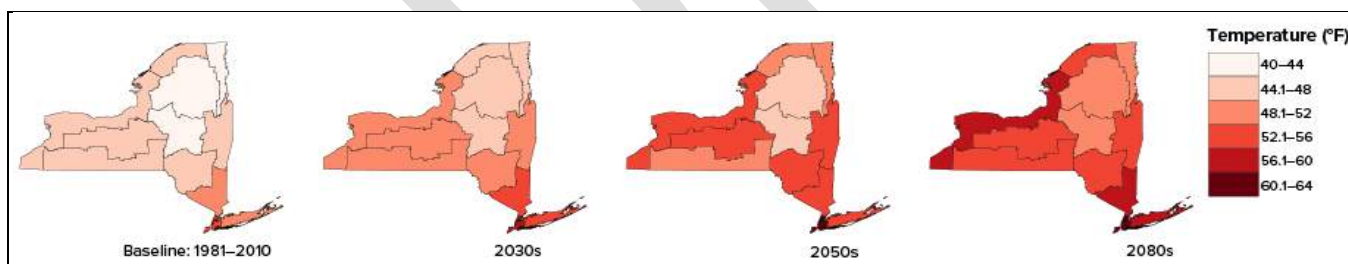 Temperature (°F)
40–44
44.1–48
48.1–52
52.1–56
56.1–60
60.1–64
Baseline: 1981–2010
2030s
2050s
2080s